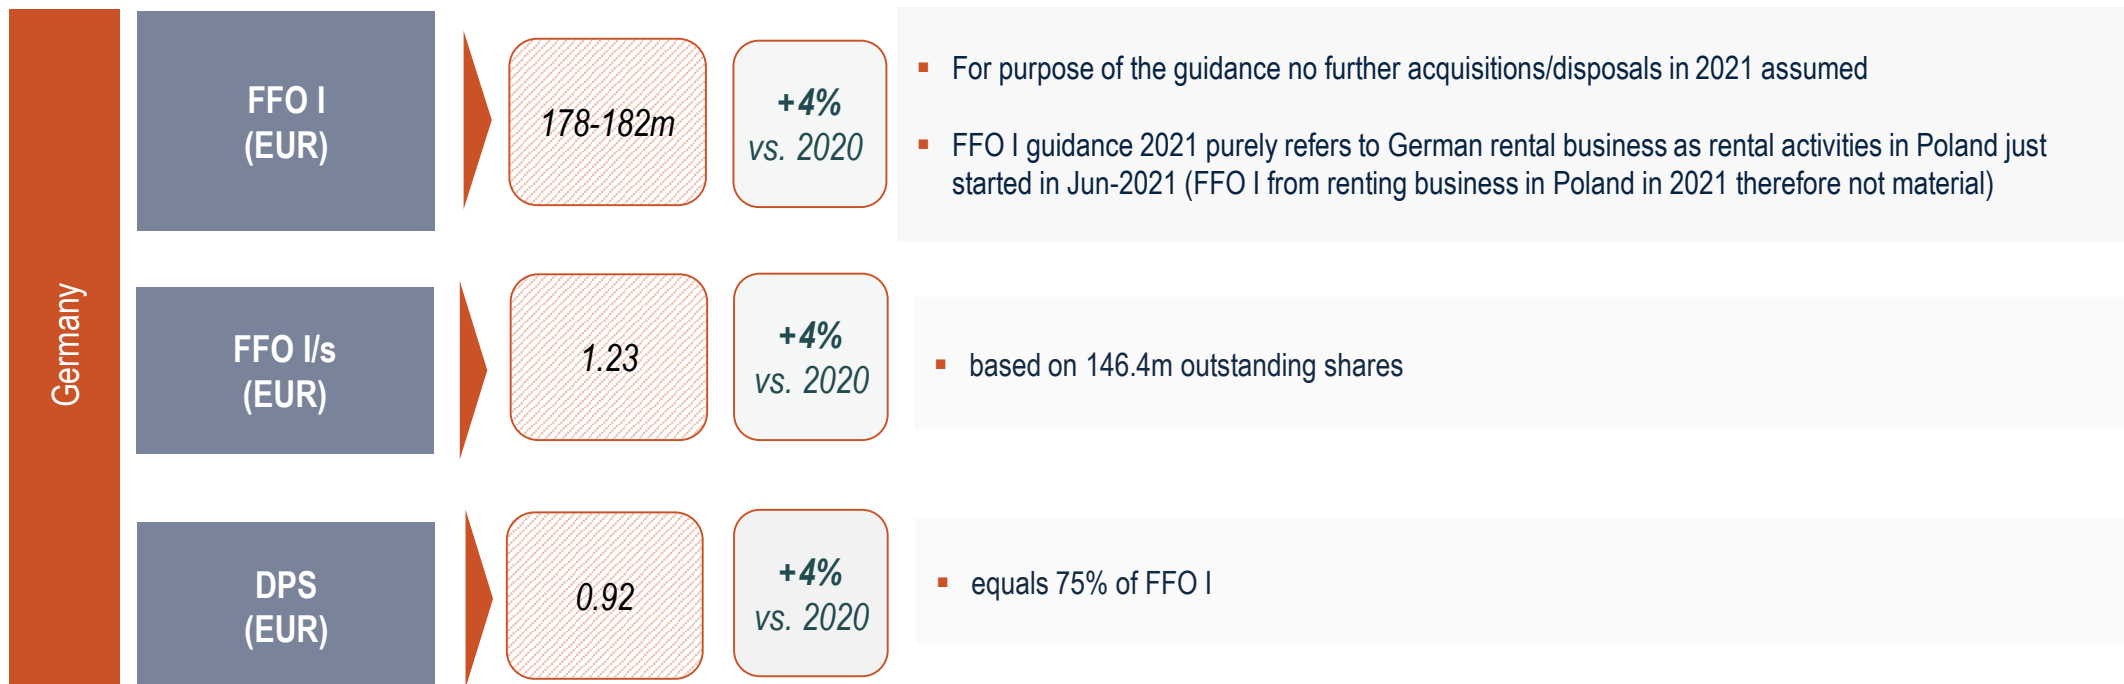 Germany
FFO I
(EUR)
178-182m
+4%
vs. 2020
▪ For purpose of the guidance no further acquisitions/disposals in 2021 assumed
▪ FFO I guidance 2021 purely refers to German rental business as rental activities in Poland just
started in Jun-2021 (FFO I from renting business in Poland in 2021 therefore not material)
FFO I/s
(EUR)
1.23
+4%
vs. 2020
▪ based on 146.4m outstanding shares
DPS
(EUR)
0.92
+4%
vs. 2020
▪ equals 75% of FFO I